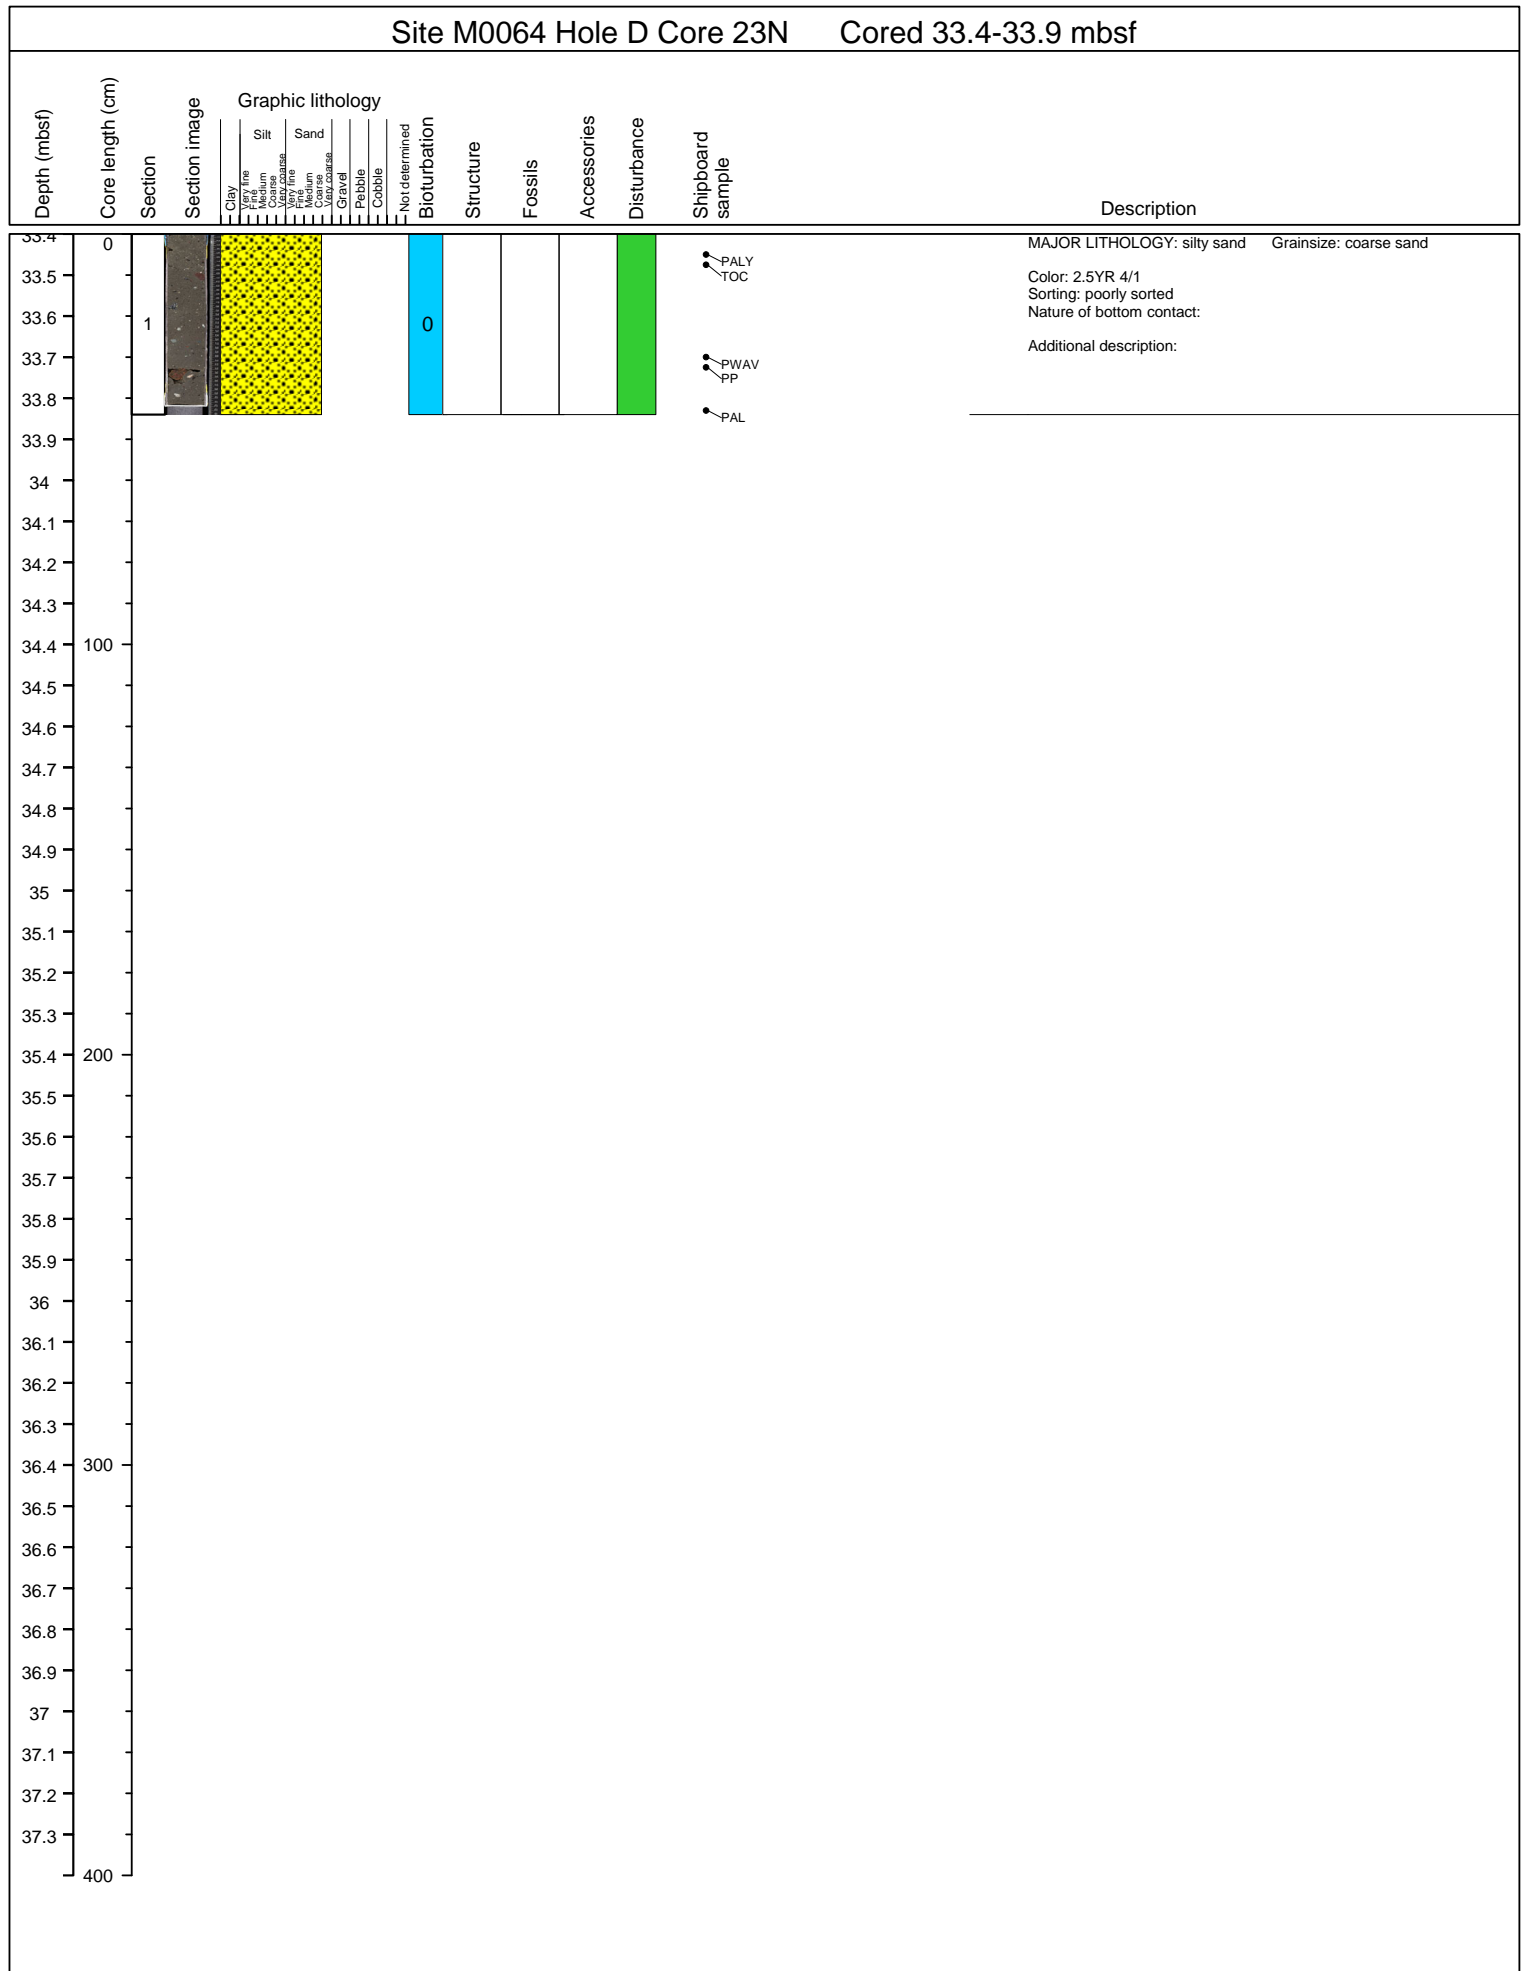 Site M0064 Hole D Core 23N Cored 33.4-33.9 mbsf
Depth (mbsf)
Core length (cm)
Section
Section image
Graphic lithology
Clay
Silt
Very fine
Fine
Medium
Coarse
Very coarse
Sand
Very fine
Fine
Medium
Coarse
Very coarse
Gravel
Pebble
Cobble
Not determined
Bioturbation
Structure
Fossils
Accessories
Disturbance
Shipboard
sample
Description
33.4 0
33.5
33.6
33.7
33.8
33.9
34
34.1
34.2
34.3
34.4 100
34.5
34.6
34.7
34.8
34.9
35
35.1
35.2
35.3
35.4 200
35.5
35.6
35.7
35.8
35.9
36
36.1
36.2
36.3
36.4 300
36.5
36.6
36.7
36.8
36.9
37
37.1
37.2
37.3
400
1
0
PALY
TOC
PWAV
PP
PAL
MAJOR LITHOLOGY: silty sand Grainsize: coarse sand
Color: 2.5YR 4/1
Sorting: poorly sorted
Nature of bottom contact:
Additional description: